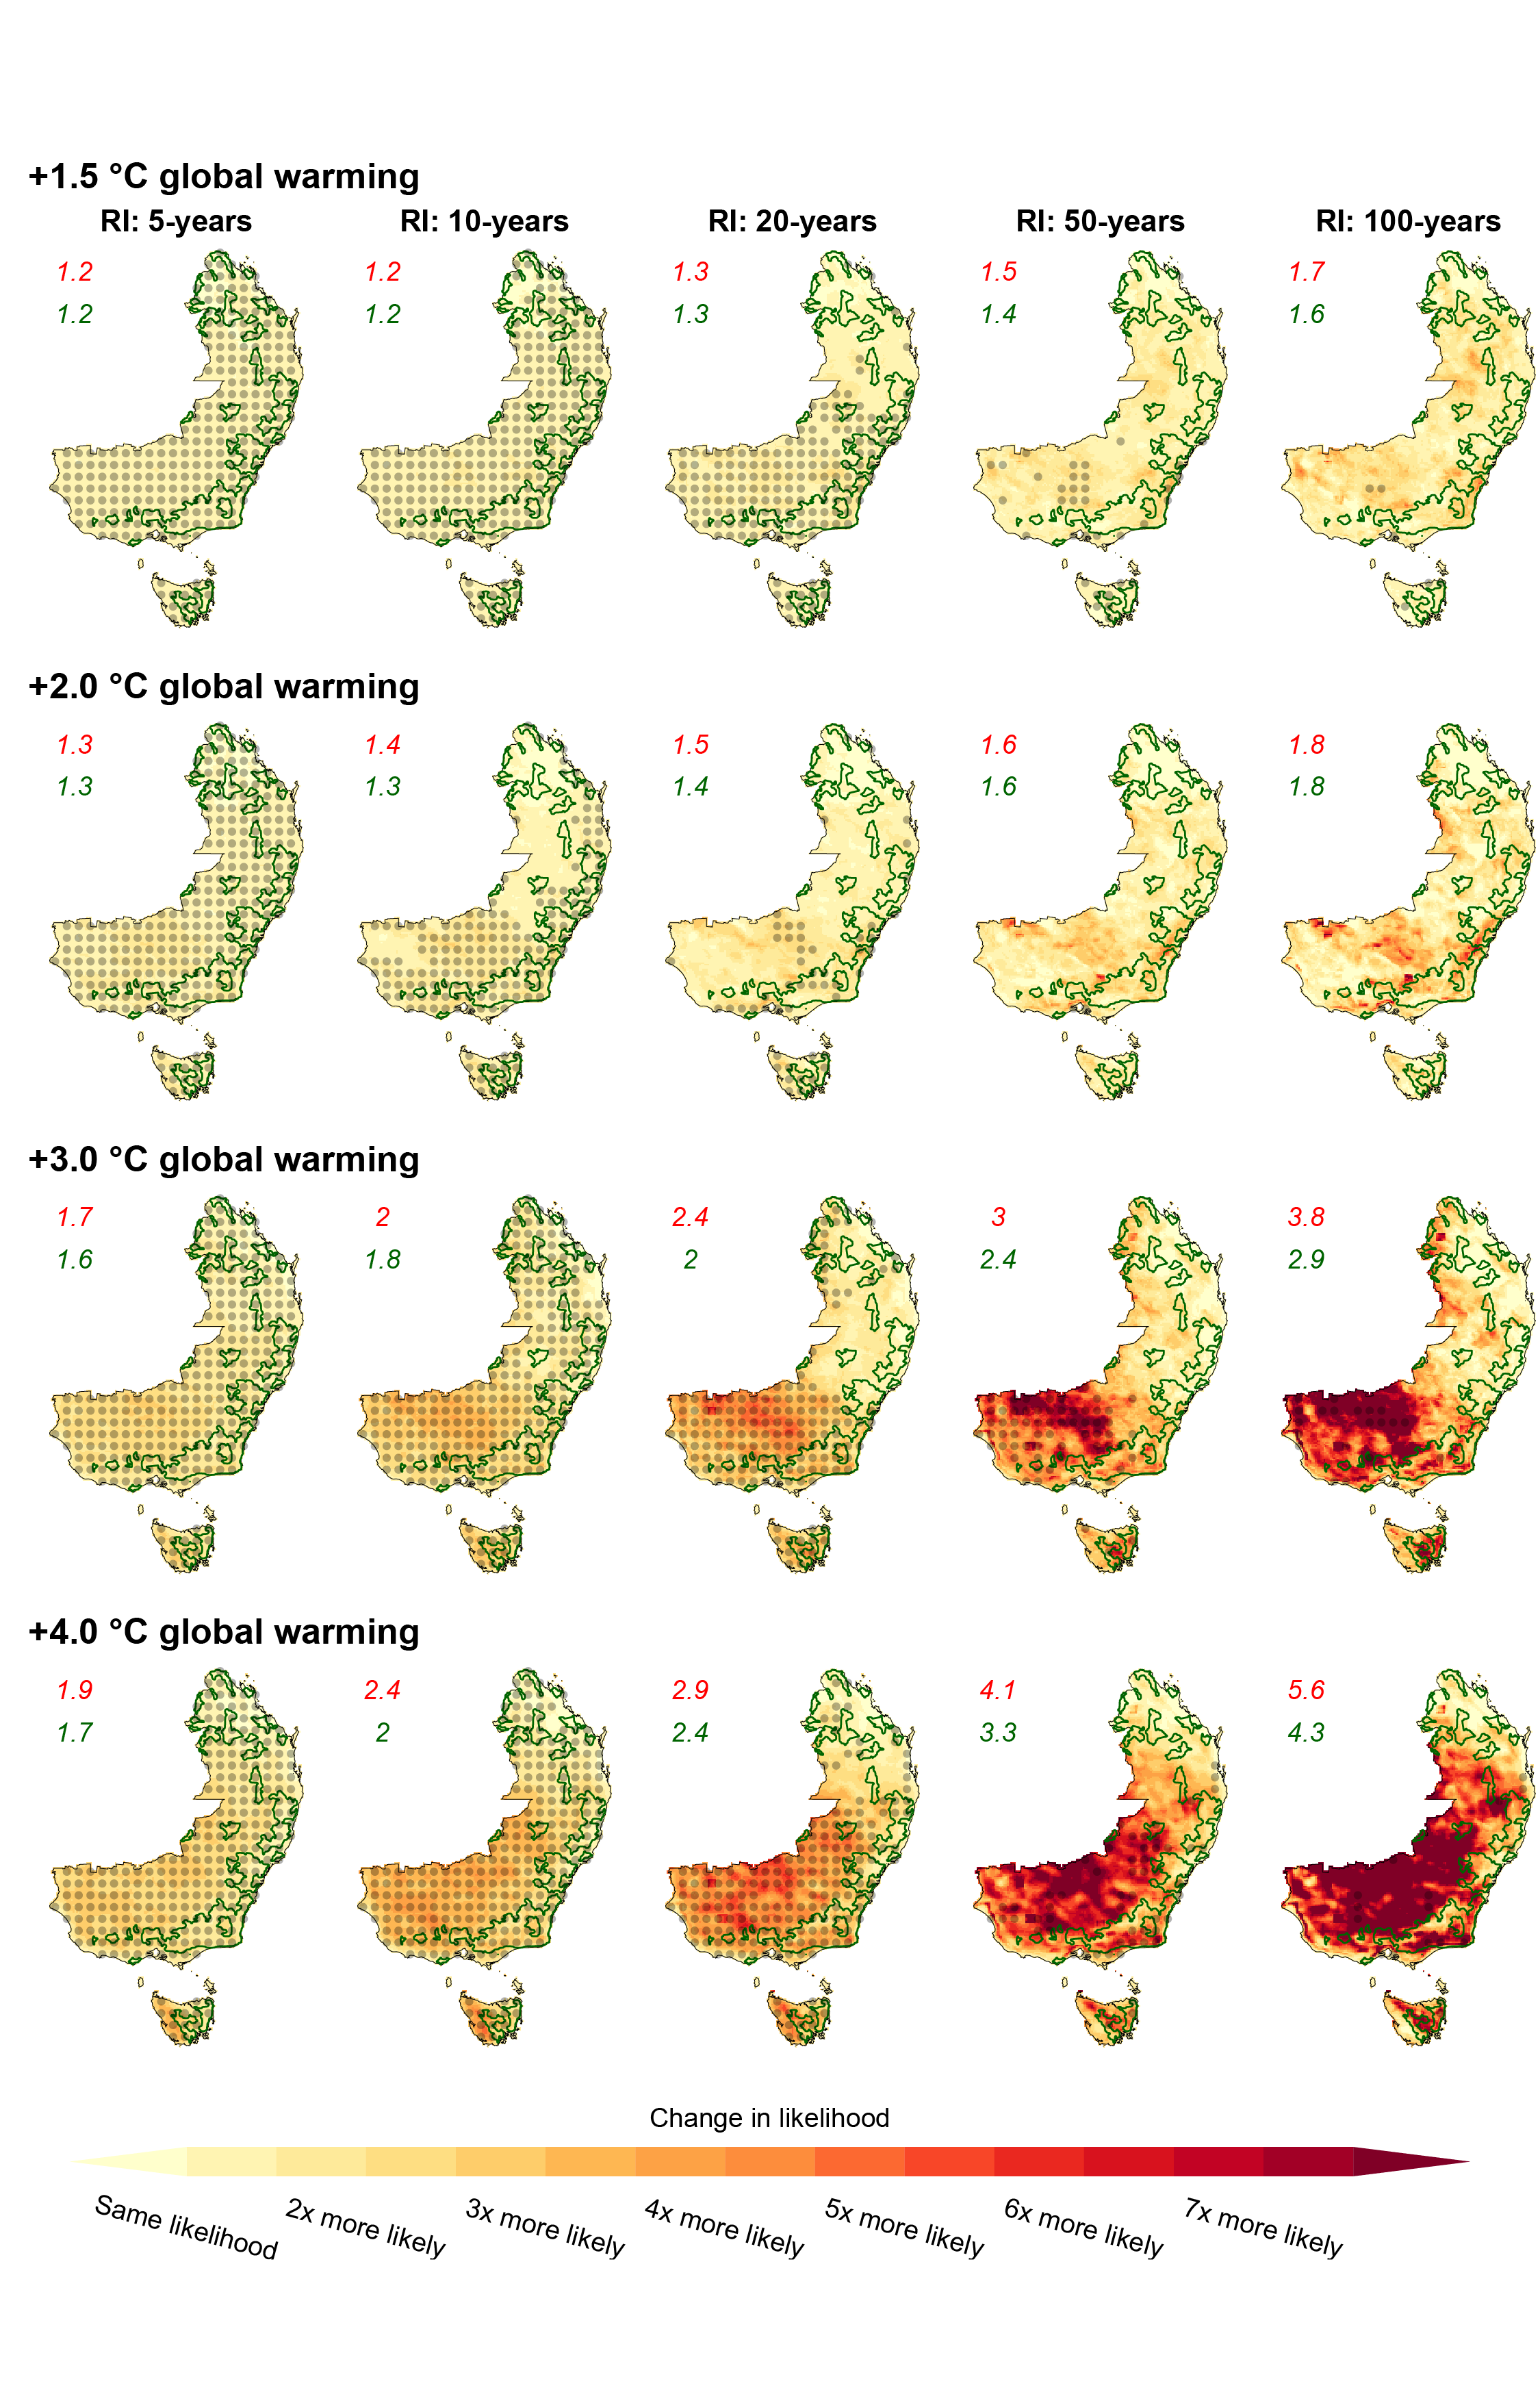 +1.5 °C global warming
RI: 5-years RI: 10-years RI: 20-years RI: 50-years RI: 100-years
1.2 1.2 1.3 1.5 1.7
1.2 1.2 1.3 1.4 1.6
+2.0 °C global warming
1.3 1.4 1.5 1.6 1.8
1.3 1.3 1.4 1.6 1.8
+3.0 °C global warming
1.7 2 2.4 3 3.8
1.6 1.8 2 2.4 2.9
+4.0 °C global warming
1.9 2.4 2.9 4.1 5.6
1.7 2 2.4 3.3 4.3
Change in likelihood
Same likelihood 2x more likely 3x more likely 4x more likely 5x more likely 6x more likely 7x more likely